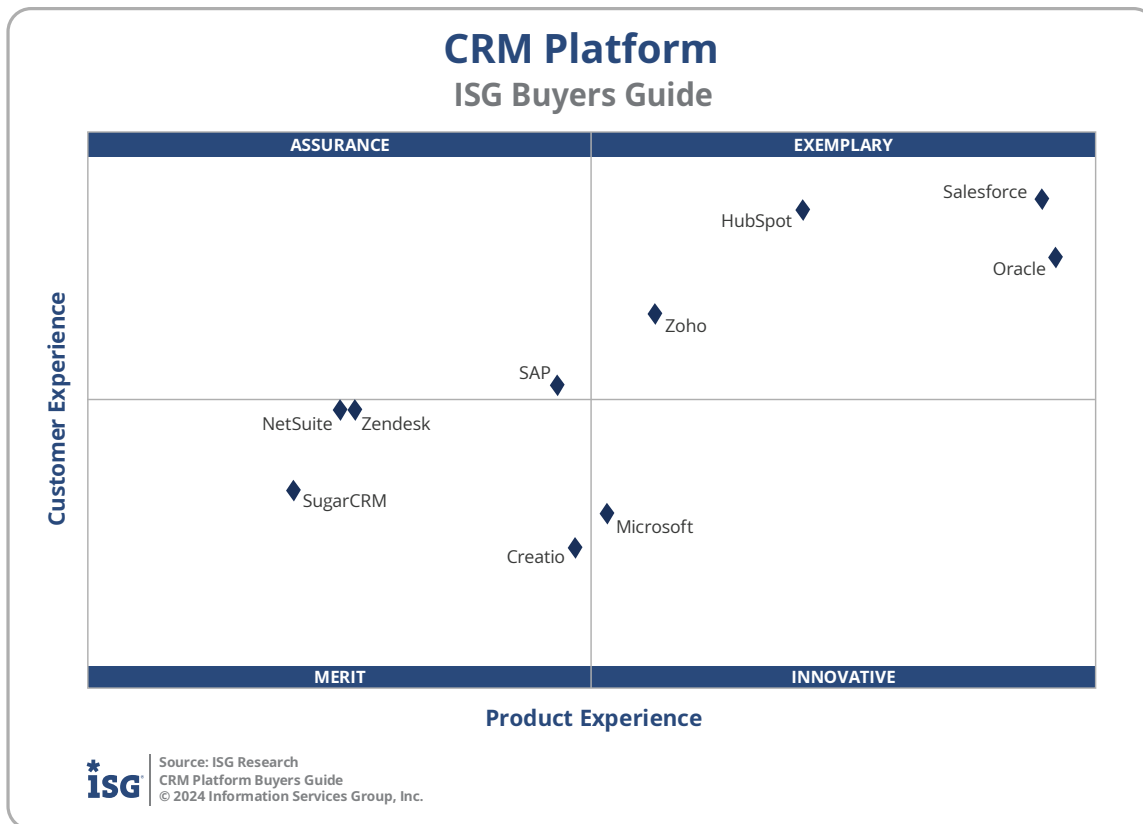 CRM Platform
ISG Buyers Guide
ASSURANCE
EXEMPLARY
Salesforce
HubSpot
Oracle
Zoho
SAP
NetSuite
Zendesk
SugarCRM
Microsoft
Creatio
Customer Experience
MERIT
INNOVATIVE
Product Experience
ISG
Source: ISG Research
CRM Platform Buyers Guide
© 2024 Information Services Group, Inc.